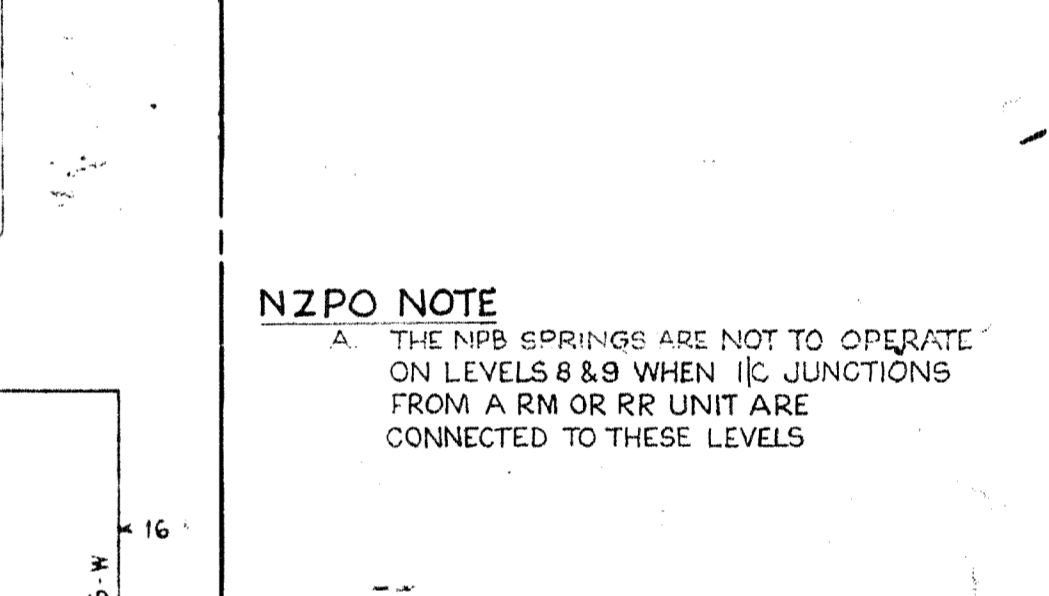 NZPO NOTE
A. THE NPB SPRINGS ARE NOT TO OPERATE
ON LEVELS 8 & 9 WHEN I/C JUNCTIONS
FROM A RM OR RR UNIT ARE
CONNECTED TO THESE LEVELS
16